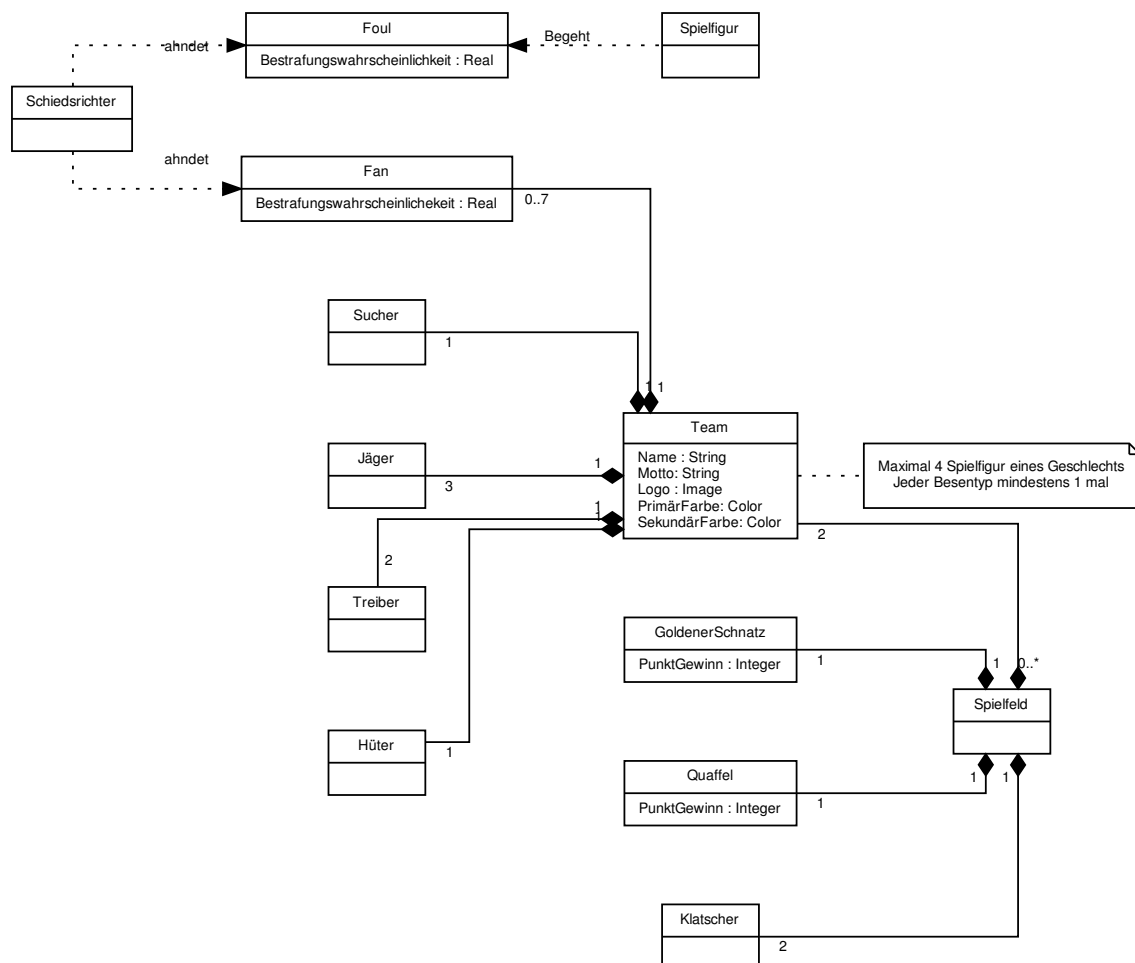 Foul
Bestrafungswahrscheinlichkeit : Real
Begeht
Spielfigur
ahndet
Schiedsrichter
ahndet
Fan
Bestrafungswahrscheinlichekeit : Real
0..7
Sucher
1
1
1
Team
Name : String
Motto: String
Logo : Image
PrimärFarbe: Color
SekundärFarbe: Color
Maximal 4 Spielfigur eines Geschlechts
Jeder Besentyp mindestens 1 mal
Jäger
3
1
1
1
2
2
Treiber
GoldenerSchnatz
PunktGewinn : Integer
1
1
0..*
Spielfeld
Hüter
1
Quaffel
PunktGewinn : Integer
1
1
1
Klatscher
2